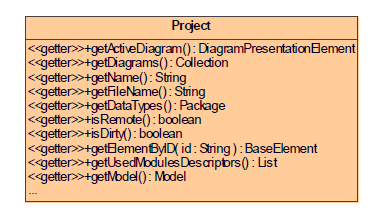 Project
<<getter>>+getActiveDiagram() : DiagramPresentationElement
<<getter>>+getDiagrams() : Collection
<<getter>>+getName() : String
<<getter>>+getFileName() : String
<<getter>>+getDataTypes() : Package
<<getter>>+isRemote() : boolean
<<getter>>+isDirty() : boolean
<<getter>>+getElementByID( id : String ) : BaseElement
<<getter>>+getUsedModulesDescriptors() : List
<<getter>>+getModel() : Model
...